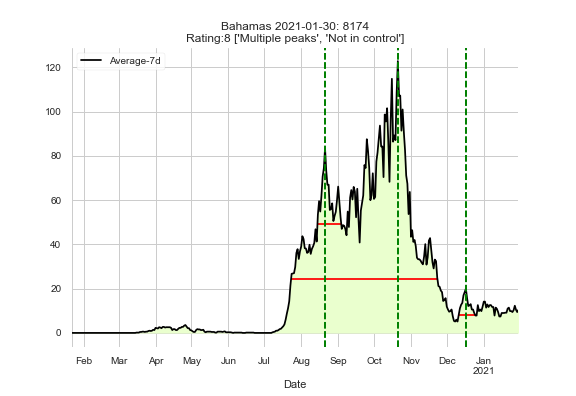 Bahamas 2021-01-30: 8174
Rating:8 ['Multiple peaks', 'Not in control']
Average-7d
120
100
80
60
40
20
0
Feb Mar Apr May Jun Jul Aug Sep Oct Nov Dec Jan
2021
Date